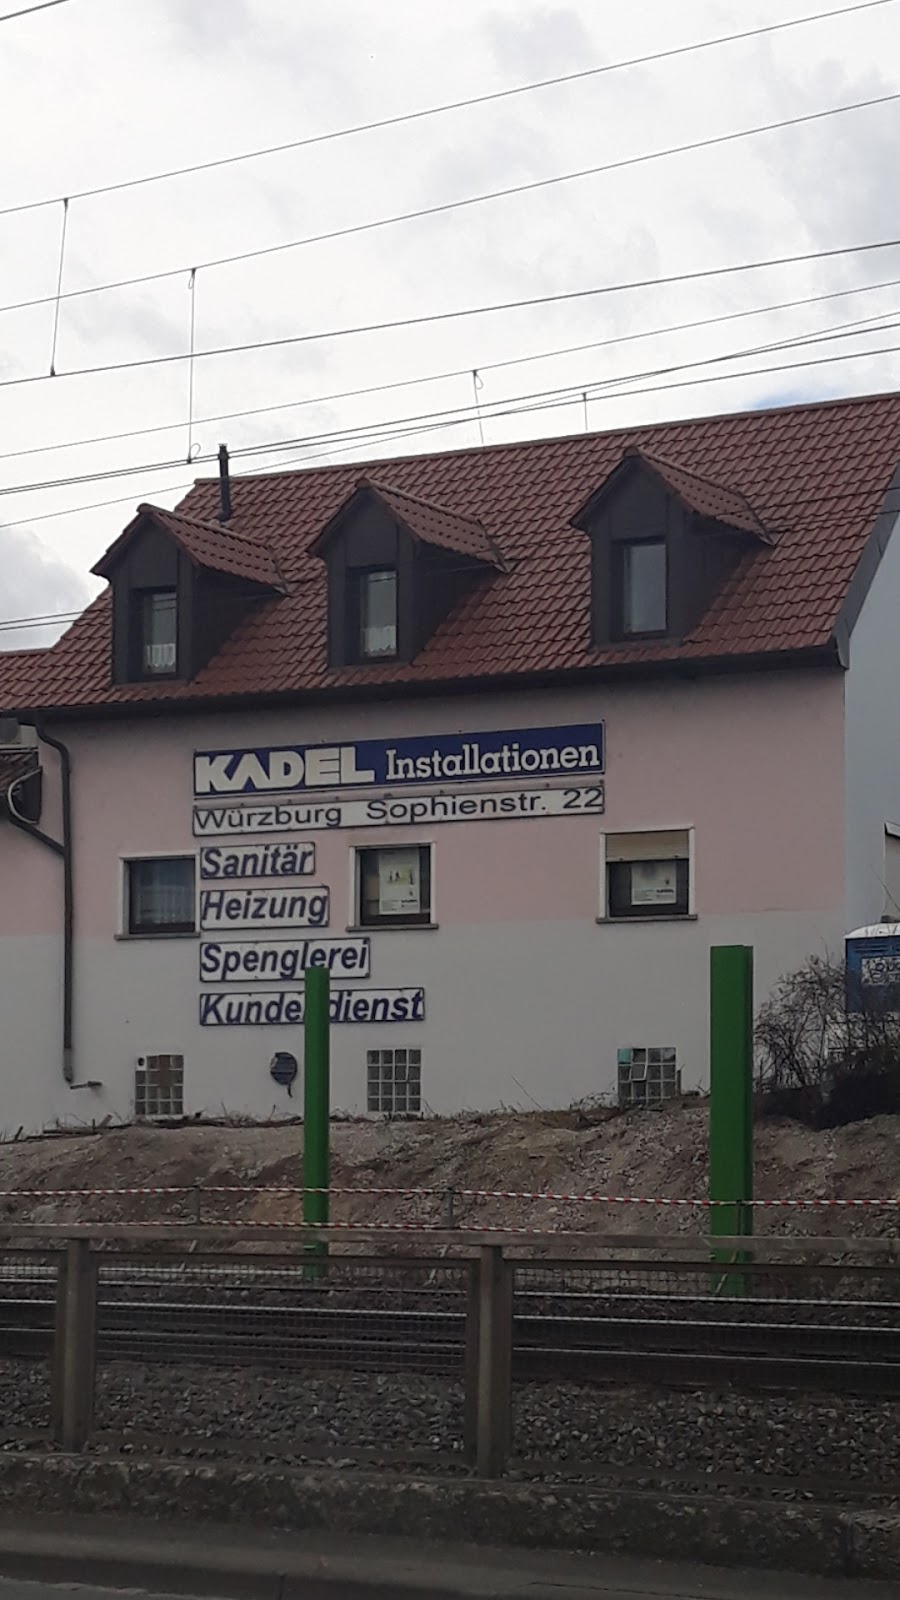 KADEL Installationen
Würzburg Sophienstr. 22
Sanitär
Heizung
Spenglerei
Kundendienst